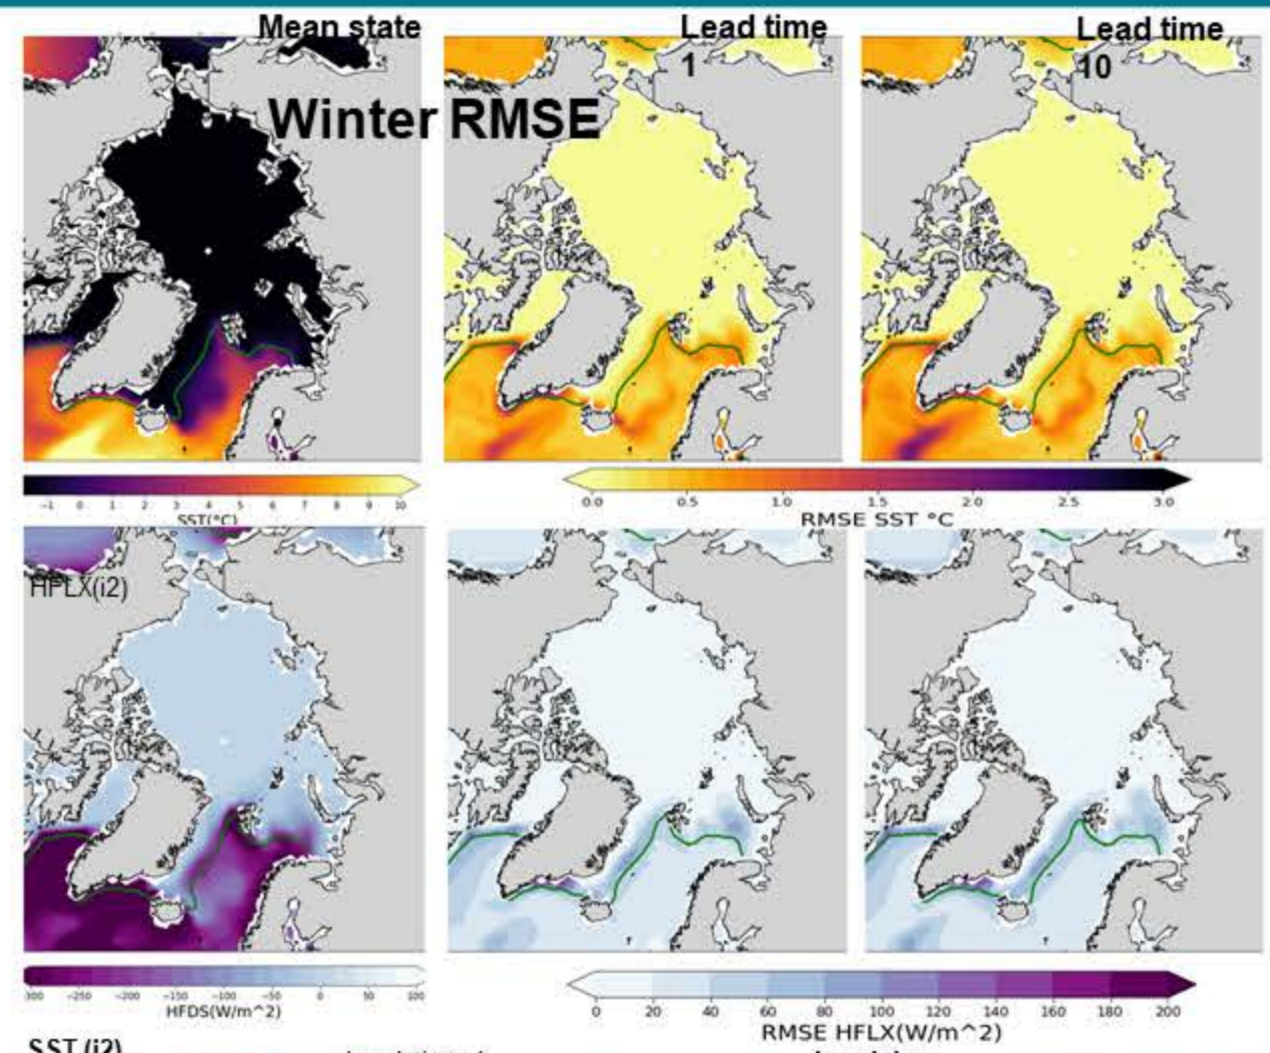 Mean state
Lead time
1
Lead time
10
Winter RMSE
−1 0 1 2 3 4 5 6 7 8 9 10
SST(°C)
0.0 0.5 1.0 1.5 2.0 2.5 3.0
RMSE SST °C
HFLX(i2)
300 −250 −200 −150 −100 −50 0 50 100
HFDS(W/m^2)
0 20 40 60 80 100 120 140 160 180 200
RMSE HFLX(W/m^2)
SST (i2)